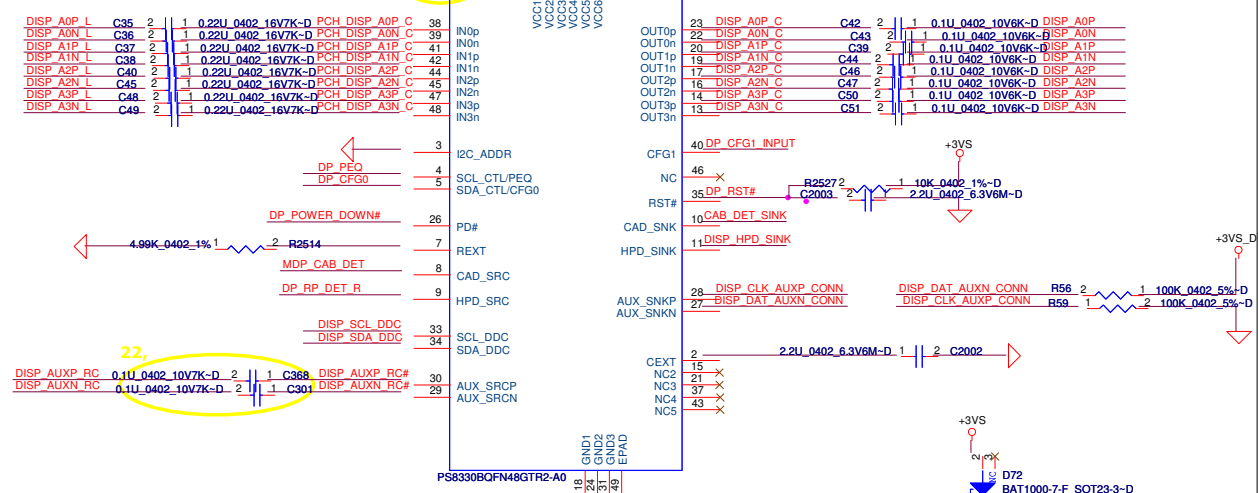 VCC1
VCC2
VCC3
VCC4
VCC5
VCC6
DISP_A0P_L C35 2 1 0.22U_0402_16V7K~D PCH_DISP_A0P_C 38 IN0p
DISP_A0N_L C36 2 1 0.22U_0402_16V7K~D PCH_DISP_A0N_C 39 IN0n
DISP_A1P_L C37 2 1 0.22U_0402_16V7K~D PCH_DISP_A1P_C 41 IN1p
DISP_A1N_L C38 2 1 0.22U_0402_16V7K~D PCH_DISP_A1N_C 42 IN1n
DISP_A2P_L C40 2 1 0.22U_0402_16V7K~D PCH_DISP_A2P_C 44 IN2p
DISP_A2N_L C45 2 1 0.22U_0402_16V7K~D PCH_DISP_A2N_C 45 IN2n
DISP_A3P_L C48 2 1 0.22U_0402_16V7K~D PCH_DISP_A3P_C 47 IN3p
DISP_A3N_L C49 2 1 0.22U_0402_16V7K~D PCH_DISP_A3N_C 48 IN3n
OUT0p 23 DISP_A0P_C C42 2 1 0.1U_0402_10V6K~D DISP_A0P
OUT0n 22 DISP_A0N_C C43 2 1 0.1U_0402_10V6K~D DISP_A0N
OUT1p 20 DISP_A1P_C C39 2 1 0.1U_0402_10V6K~D DISP_A1P
OUT1n 19 DISP_A1N_C C44 2 1 0.1U_0402_10V6K~D DISP_A1N
OUT2p 17 DISP_A2P_C C46 2 1 0.1U_0402_10V6K~D DISP_A2P
OUT2n 16 DISP_A2N_C C47 2 1 0.1U_0402_10V6K~D DISP_A2N
OUT3p 14 DISP_A3P_C C50 2 1 0.1U_0402_10V6K~D DISP_A3P
OUT3n 13 DISP_A3N_C C51 2 1 0.1U_0402_10V6K~D DISP_A3N
3 I2C_ADDR
DP_PEQ 4 SCL_CTL/PEQ
DP_CFG0 5 SDA_CTL/CFG0
DP_POWER_DOWN# 26 PD#
4.99K_0402_1% 1 2 R2514 7 REXT
MDP_CAB_DET 8 CAD_SRC
DP_RP_DET_R 9 HPD_SRC
DISP_SCL_DDC 33 SCL_DDC
DISP_SDA_DDC 34 SDA_DDC
22,
DISP_AUXP_RC 0.1U_0402_10V7K~D 2 1 C368 DISP_AUXP_RC# 30 AUX_SRCP
DISP_AUXN_RC 0.1U_0402_10V7K~D 2 1 C301 DISP_AUXN_RC# 29 AUX_SRCN
CFG1 40 DP_CFG1_INPUT
+3VS
NC 46
R2527 2 1 10K_0402_1%~D
RST# 35 DP_RST# C2003 2 1 2.2U_0402_6.3V6M~D
CAD_SNK 10 CAB_DET_SINK
HPD_SINK 11 DISP_HPD_SINK
+3VS_D
AUX_SNKP 28 DISP_CLK_AUXP_CONN
AUX_SNKN 27 DISP_DAT_AUXN_CONN
DISP_DAT_AUXN_CONN R56 2 1 100K_0402_5%~D
DISP_CLK_AUXP_CONN R59 1 2 100K_0402_5%~D
CEXT 2 2.2U_0402_6.3V6M~D 1 2 C2002
NC2 15
NC3 21
NC4 37
NC5 43
GND1 18
GND2 24
GND3 31
EPAD 49
PS8330BQFN48GTR2-A0
+3VS
2 3
NC
D72
BAT1000-7-F_SOT23-3~D